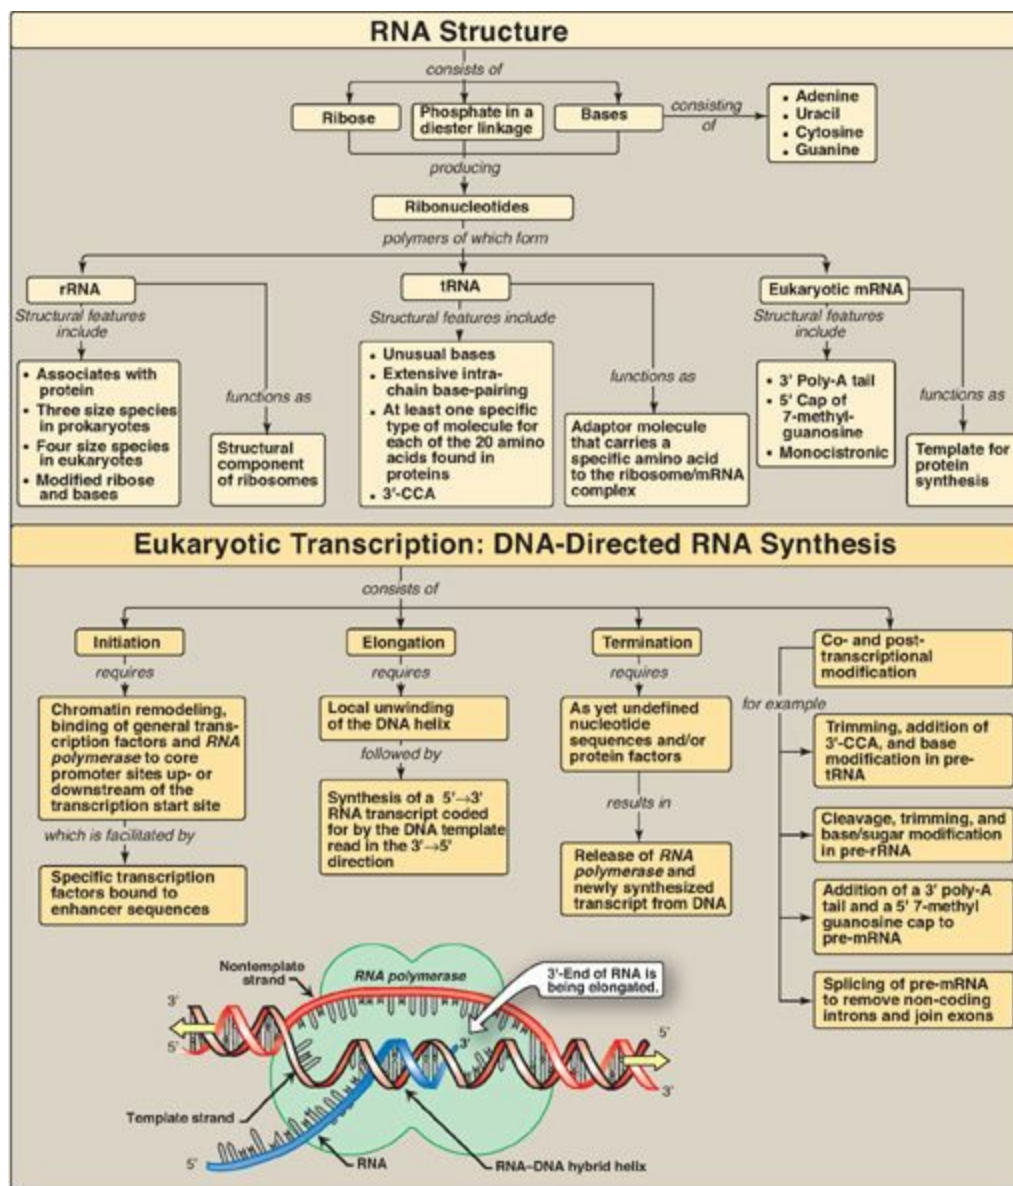 RNA Structure
consists of
Ribose
Phosphate in a
diester linkage
Bases
consisting
of
• Adenine
• Uracil
• Cytosine
• Guanine
producing
Ribonucleotides
polymers of which form
rRNA
Structural features
include
• Associates with
protein
• Three size species
in prokaryotes
• Four size species
in eukaryotes
• Modified ribose
and bases
functions as
Structural
component
of ribosomes
tRNA
Structural features include
• Unusual bases
• Extensive intra-
chain base-pairing
• At least one specific
type of molecule for
each of the 20 amino
acids found in
proteins
• 3'-CCA
functions as
Adaptor molecule
that carries a
specific amino acid
to the ribosome/mRNA
complex
Eukaryotic mRNA
Structural features
include
• 3' Poly-A tail
• 5' Cap of
7-methyl-
guanosine
• Monocistronic
functions as
Template for
protein
synthesis
Eukaryotic Transcription: DNA-Directed RNA Synthesis
consists of
Initiation
requires
Chromatin remodeling,
binding of general trans-
cription factors and RNA
polymerase to core
promoter sites up- or
downstream of the
transcription start site
which is facilitated by
Specific transcription
factors bound to
enhancer sequences
Elongation
requires
Local unwinding
of the DNA helix
followed by
Synthesis of a 5'→3'
RNA transcript coded
for by the DNA template
read in the 3'→5'
direction
Termination
requires
As yet undefined
nucleotide
sequences and/or
protein factors
results in
Release of RNA
polymerase and
newly synthesized
transcript from DNA
Co- and post-
transcriptional
modification
for example
Trimming, addition of
3'-CCA, and base
modification in pre-
tRNA
Cleavage, trimming, and
base/sugar modification
in pre-rRNA
Addition of a 3' poly-A
tail and a 5' 7-methyl
guanosine cap to
pre-mRNA
Splicing of pre-mRNA
to remove non-coding
introns and join exons
Nontemplate
strand
RNA polymerase
3'-End of RNA is
being elongated.
3'
5'
3'
5'
3'
Template strand
5'
RNA
RNA–DNA hybrid helix